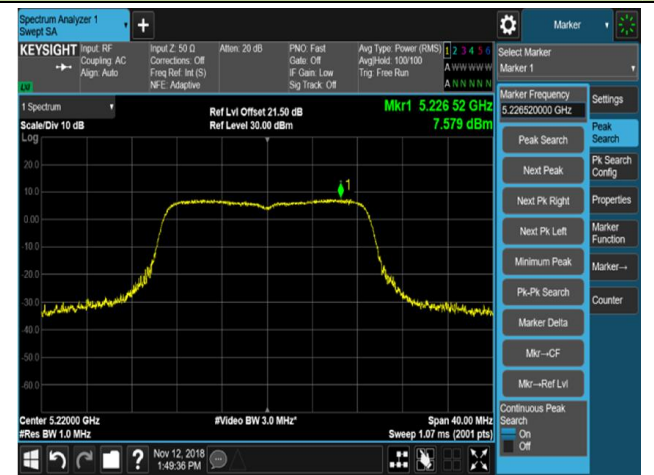 Spectrum Analyzer 1
Swept SA
+
Marker
KEYSIGHT
Input: RF
Coupling: AC
Align: Auto
Input Z: 50 Ω
Corrections: Off
Freq Ref: Int (S)
NFE: Adaptive
Atten: 20 dB
PNO: Fast
Gate: Off
IF Gain: Low
Sig Track: Off
Avg Type: Power (RMS)
Avg|Hold: 100/100
Trig: Free Run
1 2 3 4 5 6
A W W W W W
A N N N N N
Select Marker
Marker 1
1 Spectrum
Scale/Div 10 dB
Log
Ref Lvl Offset 21.50 dB
Ref Level 30.00 dBm
Mkr1 5.226 52 GHz
7.579 dBm
20.0
10.0
0.00
-10.0
-20.0
-30.0
-40.0
-50.0
-60.0
1
Center 5.22000 GHz
#Res BW 1.0 MHz
#Video BW 3.0 MHz*
Span 40.00 MHz
Sweep 1.07 ms (2001 pts)
Marker Frequency
5.226520000 GHz
Peak Search
Next Peak
Next Pk Right
Next Pk Left
Minimum Peak
Pk-Pk Search
Marker Delta
Mkr→CF
Mkr→Ref Lvl
Continuous Peak
Search
On
Off
Settings
Peak
Search
Pk Search
Config
Properties
Marker
Function
Marker→
Counter
?
Nov 12, 2018
1:49:36 PM